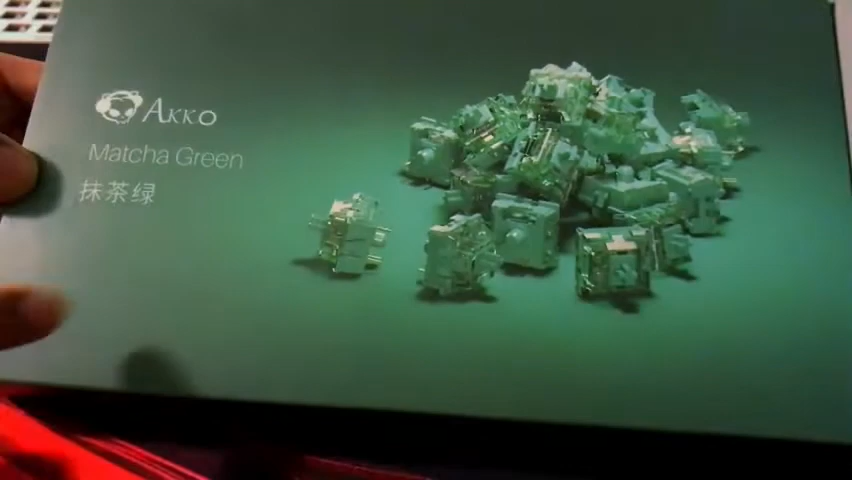 AKKO
Matcha Green
抹茶绿